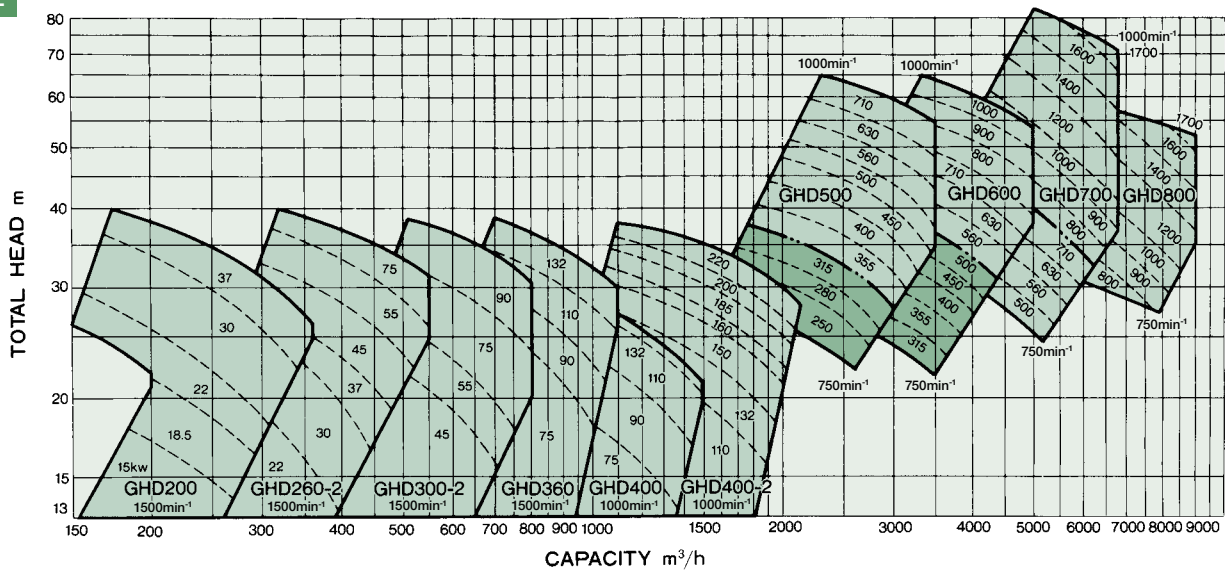 80
70
60
50
40
30
20
15
13
TOTAL HEAD m
150 200 300 400 500 600 700 800 1000 1500 2000 3000 4000 5000 6000 7000 8000 9000
CAPACITY m³/h
37
30
22
18.5
15kw
GHD200
1500min⁻¹
75
55
45
37
30
22
GHD260-2
1500min⁻¹
90
75
55
45
GHD300-2
1500min⁻¹
132
110
90
75
GHD360
1500min⁻¹
132
110
90
75
GHD400
1000min⁻¹
220
200
185
160
150
132
110
GHD400-2
1000min⁻¹
1000min⁻¹
710
630
560
500
GHD500
450
400
355
315
280
250
750min⁻¹
1000min⁻¹
1000
900
800
710
GHD600
630
560
500
450
400
355
315
750min⁻¹
1000min⁻¹
1700
1600
1400
1200
1000
GHD700
900
800
710
630
560
500
750min⁻¹
1700
1600
1400
GHD800
1200
1000
900
800
750min⁻¹